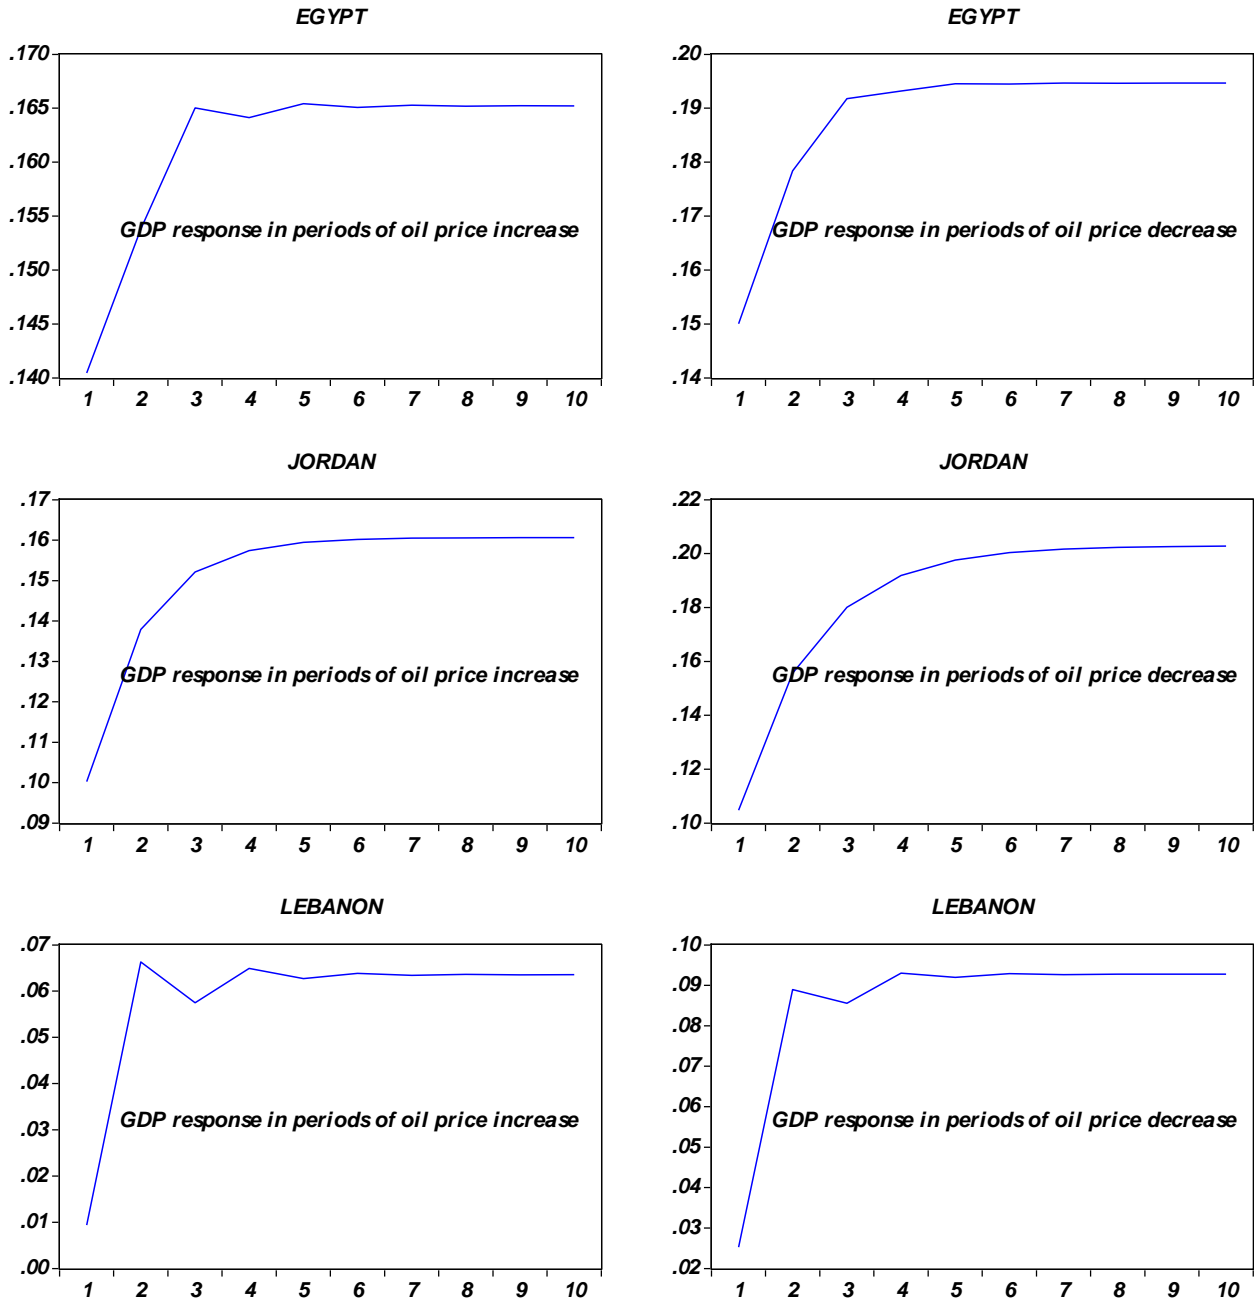 EGYPT
.170
.165
.160
.155
.150
.145
.140
GDP response in periods of oil price increase
1 2 3 4 5 6 7 8 9 10
EGYPT
.20
.19
.18
.17
.16
.15
.14
GDP response in periods of oil price decrease
1 2 3 4 5 6 7 8 9 10
JORDAN
.17
.16
.15
.14
.13
.12
.11
.10
.09
GDP response in periods of oil price increase
1 2 3 4 5 6 7 8 9 10
JORDAN
.22
.20
.18
.16
.14
.12
.10
GDP response in periods of oil price decrease
1 2 3 4 5 6 7 8 9 10
LEBANON
.07
.06
.05
.04
.03
.02
.01
.00
GDP response in periods of oil price increase
1 2 3 4 5 6 7 8 9 10
LEBANON
.10
.09
.08
.07
.06
.05
.04
.03
.02
GDP response in periods of oil price decrease
1 2 3 4 5 6 7 8 9 10